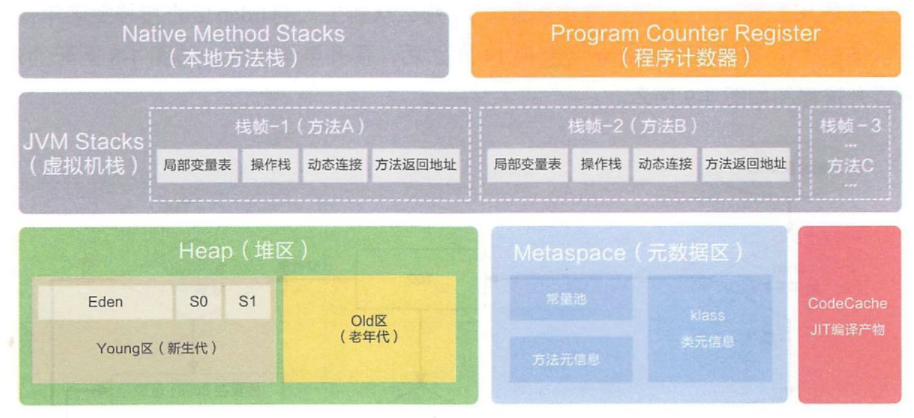 Native Method Stacks
（本地方法栈）
Program Counter Register
（程序计数器）
JVM Stacks
（虚拟机栈）
栈帧-1（方法A）
局部变量表
操作栈
动态连接
方法返回地址
栈帧-2（方法B）
局部变量表
操作栈
动态连接
方法返回地址
栈帧-3
...
方法C
...
Heap（堆区）
Eden
S0
S1
Young区（新生代）
Old区
（老年代）
Metaspace（元数据区）
常量池
方法元信息
klass
类元信息
CodeCache
JIT编译产物